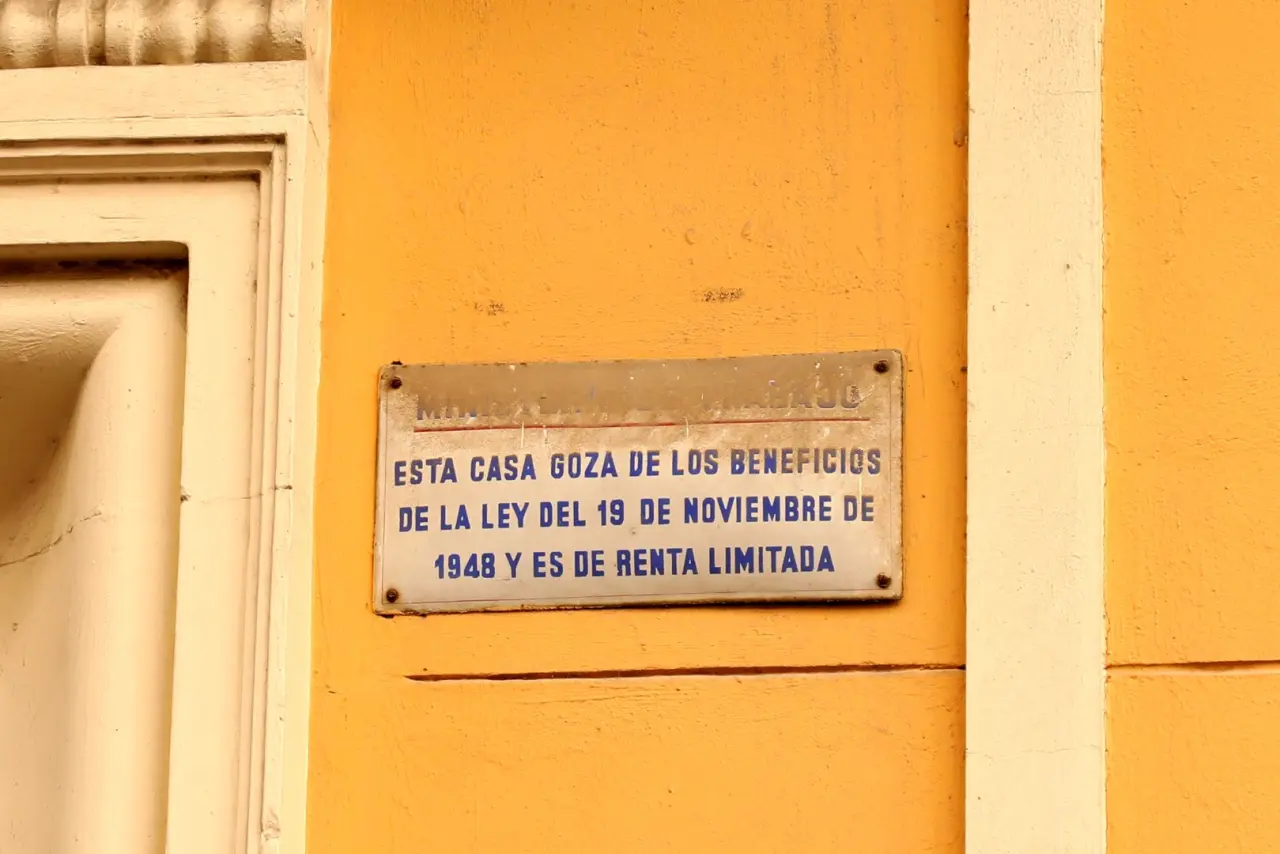 ESTA CASA GOZA DE LOS BENEFICIOS
DE LA LEY DEL 19 DE NOVIEMBRE DE
1948 Y ES DE RENTA LIMITADA